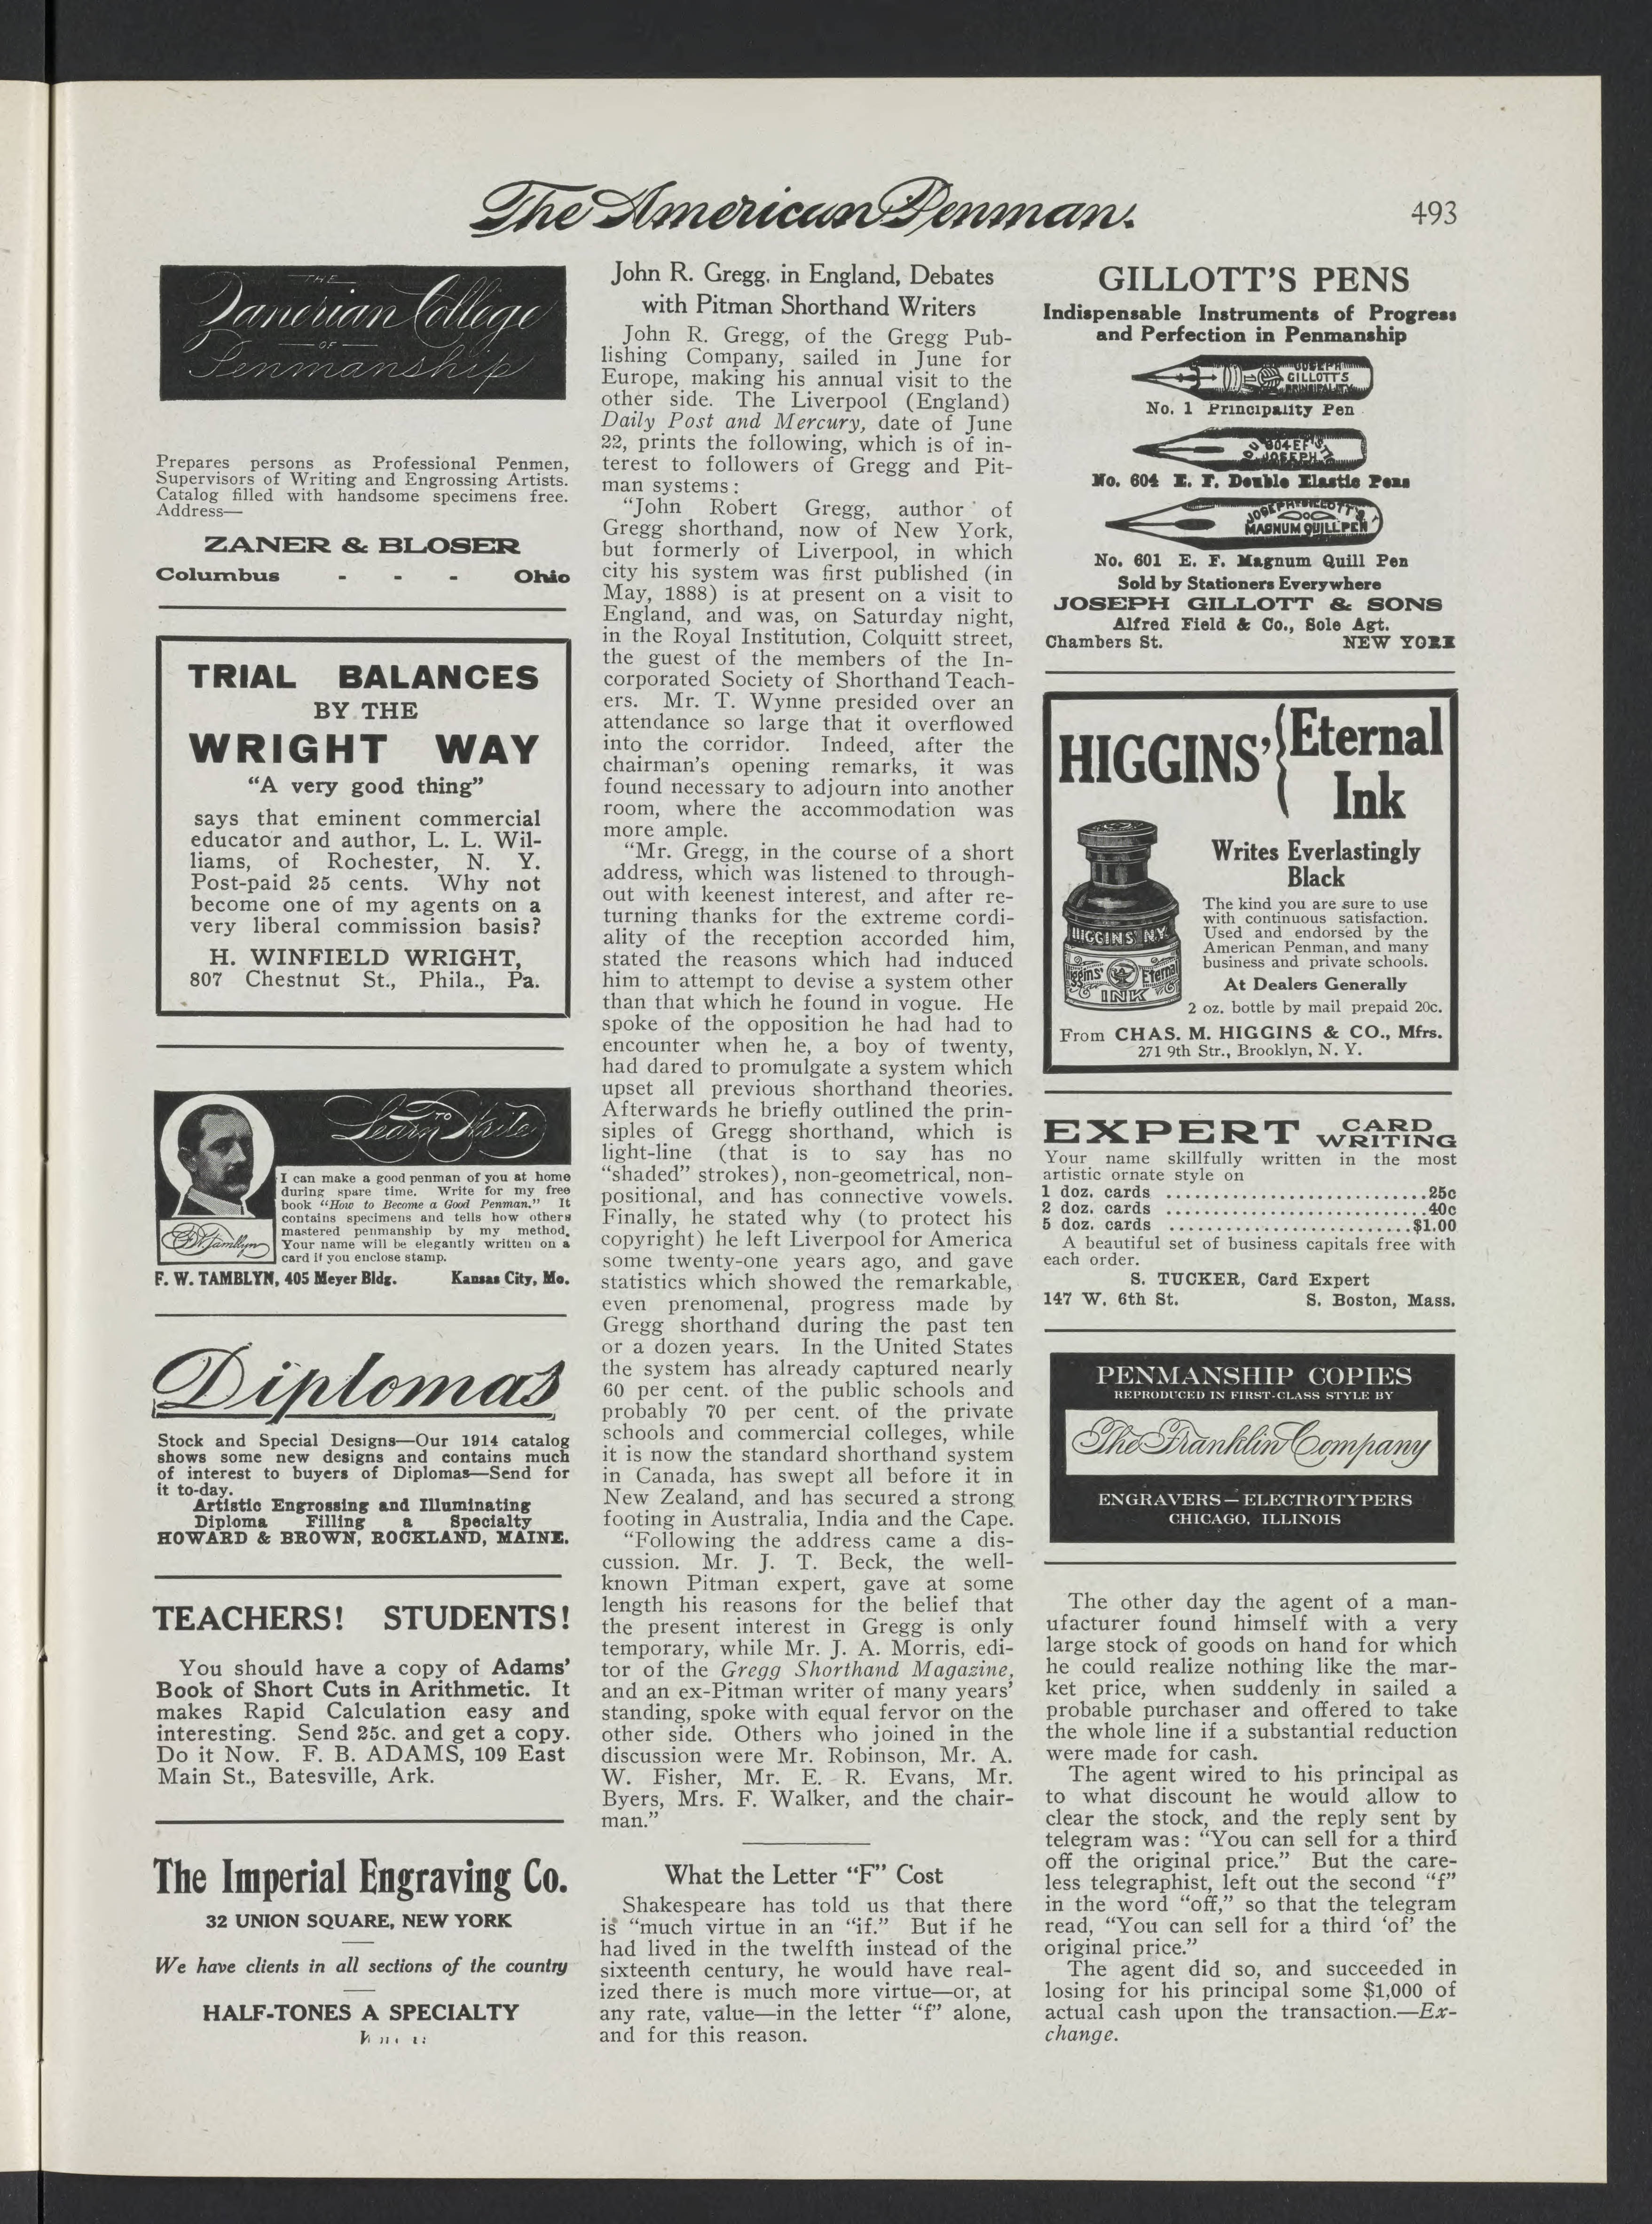 The American Penman.
493
THE
Zanerian College
OF
Penmanship
Prepares persons as Professional Penmen,
Supervisors of Writing and Engrossing Artists.
Catalog filled with handsome specimens free.
Address—
ZANER & BLOSER
Columbus - - - Ohio
TRIAL BALANCES
BY THE
WRIGHT WAY
“A very good thing”
says that eminent commercial
educator and author, L. L. Wil-
liams, of Rochester, N. Y.
Post-paid 25 cents. Why not
become one of my agents on a
very liberal commission basis?
H. WINFIELD WRIGHT,
807 Chestnut St., Phila., Pa.
Learn TO Write
I can make a good penman of you at home
during spare time. Write for my free
book “How to Become a Good Penman.” It
contains specimens and tells how others
mastered penmanship by my method.
Your name will be elegantly written on a
card if you enclose stamp.
F. W. Tamblyn
F. W. TAMBLYN, 405 Meyer Bldg. Kansas City, Mo.
Diplomas
Stock and Special Designs—Our 1914 catalog
shows some new designs and contains much
of interest to buyers of Diplomas—Send for
it to-day.
Artistic Engrossing and Illuminating
Diploma Filling a Specialty
HOWARD & BROWN, ROCKLAND, MAINE.
TEACHERS! STUDENTS!
You should have a copy of Adams’
Book of Short Cuts in Arithmetic. It
makes Rapid Calculation easy and
interesting. Send 25c. and get a copy.
Do it Now. F. B. ADAMS, 109 East
Main St., Batesville, Ark.
The Imperial Engraving Co.
32 UNION SQUARE, NEW YORK
We have clients in all sections of the country
HALF-TONES A SPECIALTY
John R. Gregg, in England, Debates
with Pitman Shorthand Writers
John R. Gregg, of the Gregg Pub-
lishing Company, sailed in June for
Europe, making his annual visit to the
other side. The Liverpool (England)
Daily Post and Mercury, date of June
22, prints the following, which is of in-
terest to followers of Gregg and Pit-
man systems:
“John Robert Gregg, author of
Gregg shorthand, now of New York,
but formerly of Liverpool, in which
city his system was first published (in
May, 1888) is at present on a visit to
England, and was, on Saturday night,
in the Royal Institution, Colquitt street,
the guest of the members of the In-
corporated Society of Shorthand Teach-
ers. Mr. T. Wynne presided over an
attendance so large that it overflowed
into the corridor. Indeed, after the
chairman’s opening remarks, it was
found necessary to adjourn into another
room, where the accommodation was
more ample.
“Mr. Gregg, in the course of a short
address, which was listened to through-
out with keenest interest, and after re-
turning thanks for the extreme cordi-
ality of the reception accorded him,
stated the reasons which had induced
him to attempt to devise a system other
than that which he found in vogue. He
spoke of the opposition he had had to
encounter when he, a boy of twenty,
had dared to promulgate a system which
upset all previous shorthand theories.
Afterwards he briefly outlined the prin-
siples of Gregg shorthand, which is
light-line (that is to say has no
“shaded” strokes), non-geometrical, non-
positional, and has connective vowels.
Finally, he stated why (to protect his
copyright) he left Liverpool for America
some twenty-one years ago, and gave
statistics which showed the remarkable,
even prenomenal, progress made by
Gregg shorthand during the past ten
or a dozen years. In the United States
the system has already captured nearly
60 per cent. of the public schools and
probably 70 per cent. of the private
schools and commercial colleges, while
it is now the standard shorthand system
in Canada, has swept all before it in
New Zealand, and has secured a strong
footing in Australia, India and the Cape.
“Following the address came a dis-
cussion. Mr. J. T. Beck, the well-
known Pitman expert, gave at some
length his reasons for the belief that
the present interest in Gregg is only
temporary, while Mr. J. A. Morris, edi-
tor of the Gregg Shorthand Magazine,
and an ex-Pitman writer of many years’
standing, spoke with equal fervor on the
other side. Others who joined in the
discussion were Mr. Robinson, Mr. A.
W. Fisher, Mr. E. R. Evans, Mr.
Byers, Mrs. F. Walker, and the chair-
man.”
What the Letter “F” Cost
Shakespeare has told us that there
is “much virtue in an “if.” But if he
had lived in the twelfth instead of the
sixteenth century, he would have real-
ized there is much more virtue—or, at
any rate, value—in the letter “f” alone,
and for this reason.
GILLOTT’S PENS
Indispensable Instruments of Progress
and Perfection in Penmanship
JOSEPH
GILLOTT’S
PRINCIPALITY
No. 1 Principality Pen
604 EF
JOSEPH
No. 604 E. F. Double Elastic Pens
JOSEPH GILLOTT’S
MAGNUM QUILL PEN
No. 601 E. F. Magnum Quill Pen
Sold by Stationers Everywhere
JOSEPH GILLOTT & SONS
Alfred Field & Co., Sole Agt.
Chambers St. NEW YORK
HIGGINS’ { Eternal
Ink
Writes Everlastingly
Black
The kind you are sure to use
with continuous satisfaction.
Used and endorsed by the
American Penman, and many
business and private schools.
HIGGINS’ N.Y.
Higgins’ Eternal
INK
At Dealers Generally
2 oz. bottle by mail prepaid 20c.
From CHAS. M. HIGGINS & CO., Mfrs.
271 9th Str., Brooklyn, N. Y.
EXPERT CARD WRITING
Your name skillfully written in the most
artistic ornate style on
1 doz. cards ............................25c
2 doz. cards ............................40c
5 doz. cards ..........................$1.00
A beautiful set of business capitals free with
each order.
S. TUCKER, Card Expert
147 W. 6th St. S. Boston, Mass.
PENMANSHIP COPIES
REPRODUCED IN FIRST-CLASS STYLE BY
The Franklin Company
ENGRAVERS — ELECTROTYPERS
CHICAGO, ILLINOIS
The other day the agent of a man-
ufacturer found himself with a very
large stock of goods on hand for which
he could realize nothing like the mar-
ket price, when suddenly in sailed a
probable purchaser and offered to take
the whole line if a substantial reduction
were made for cash.
The agent wired to his principal as
to what discount he would allow to
clear the stock, and the reply sent by
telegram was: “You can sell for a third
off the original price.” But the care-
less telegraphist, left out the second “f”
in the word “off,” so that the telegram
read, “You can sell for a third ‘of’ the
original price.”
The agent did so, and succeeded in
losing for his principal some $1,000 of
actual cash upon the transaction.—Ex-
change.